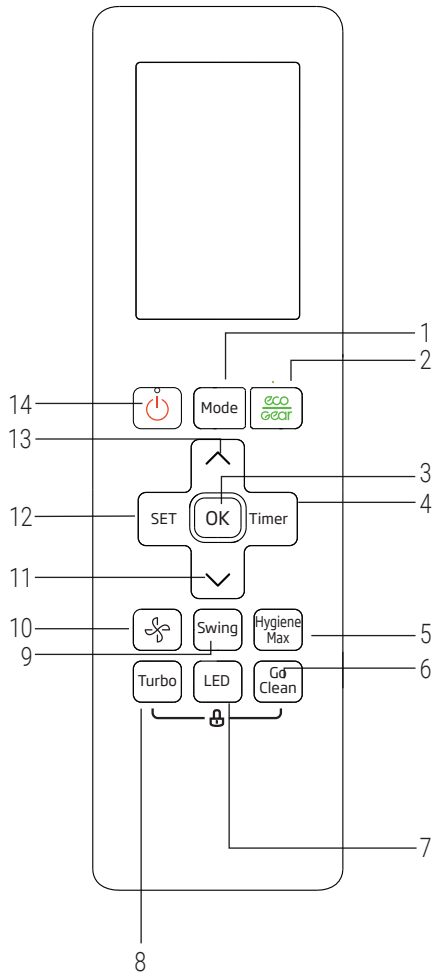 1
2
14
Mode
eco
Gear
13
3
12
SET
OK
Timer
4
11
10
Swing
Hygiene
Max
5
9
6
Turbo
LED
Go
Clean
7
8